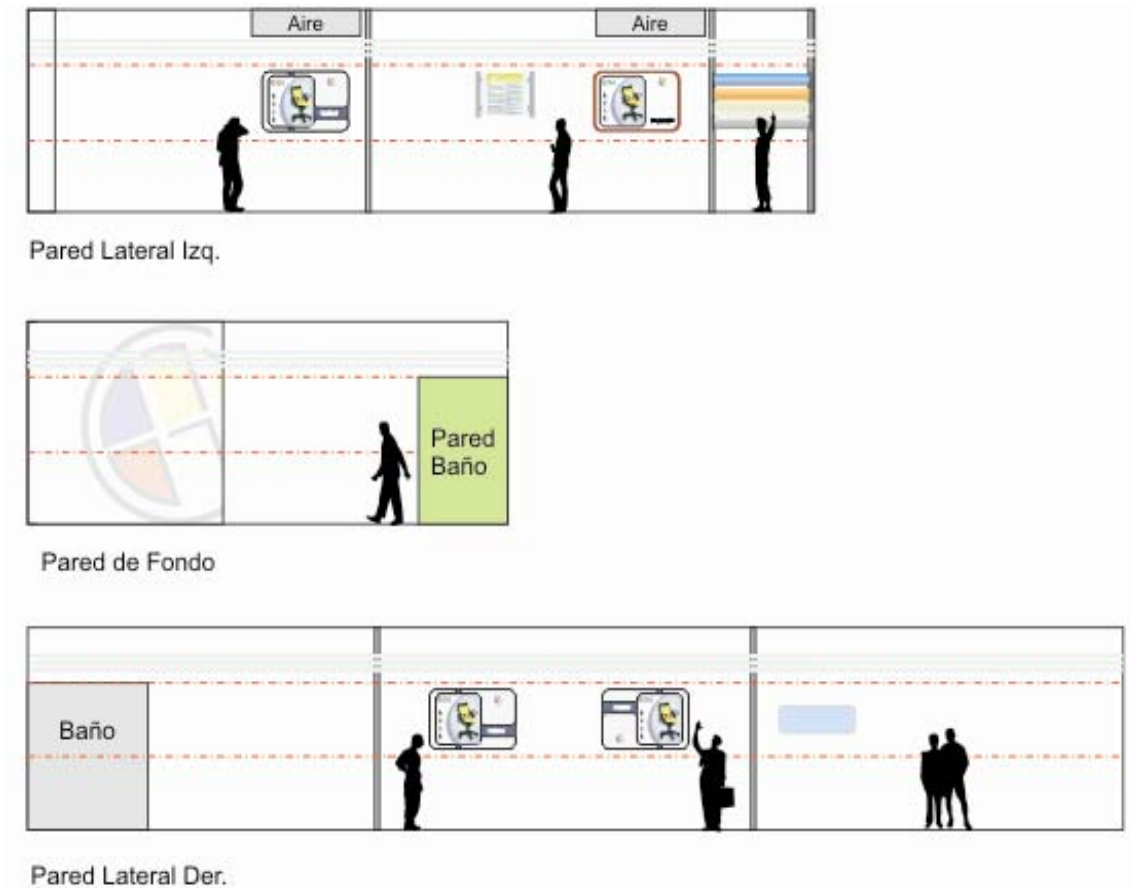 Aire
Aire
Pared Lateral Izq.
Pared
Baño
Pared de Fondo
Baño
Pared Lateral Der.